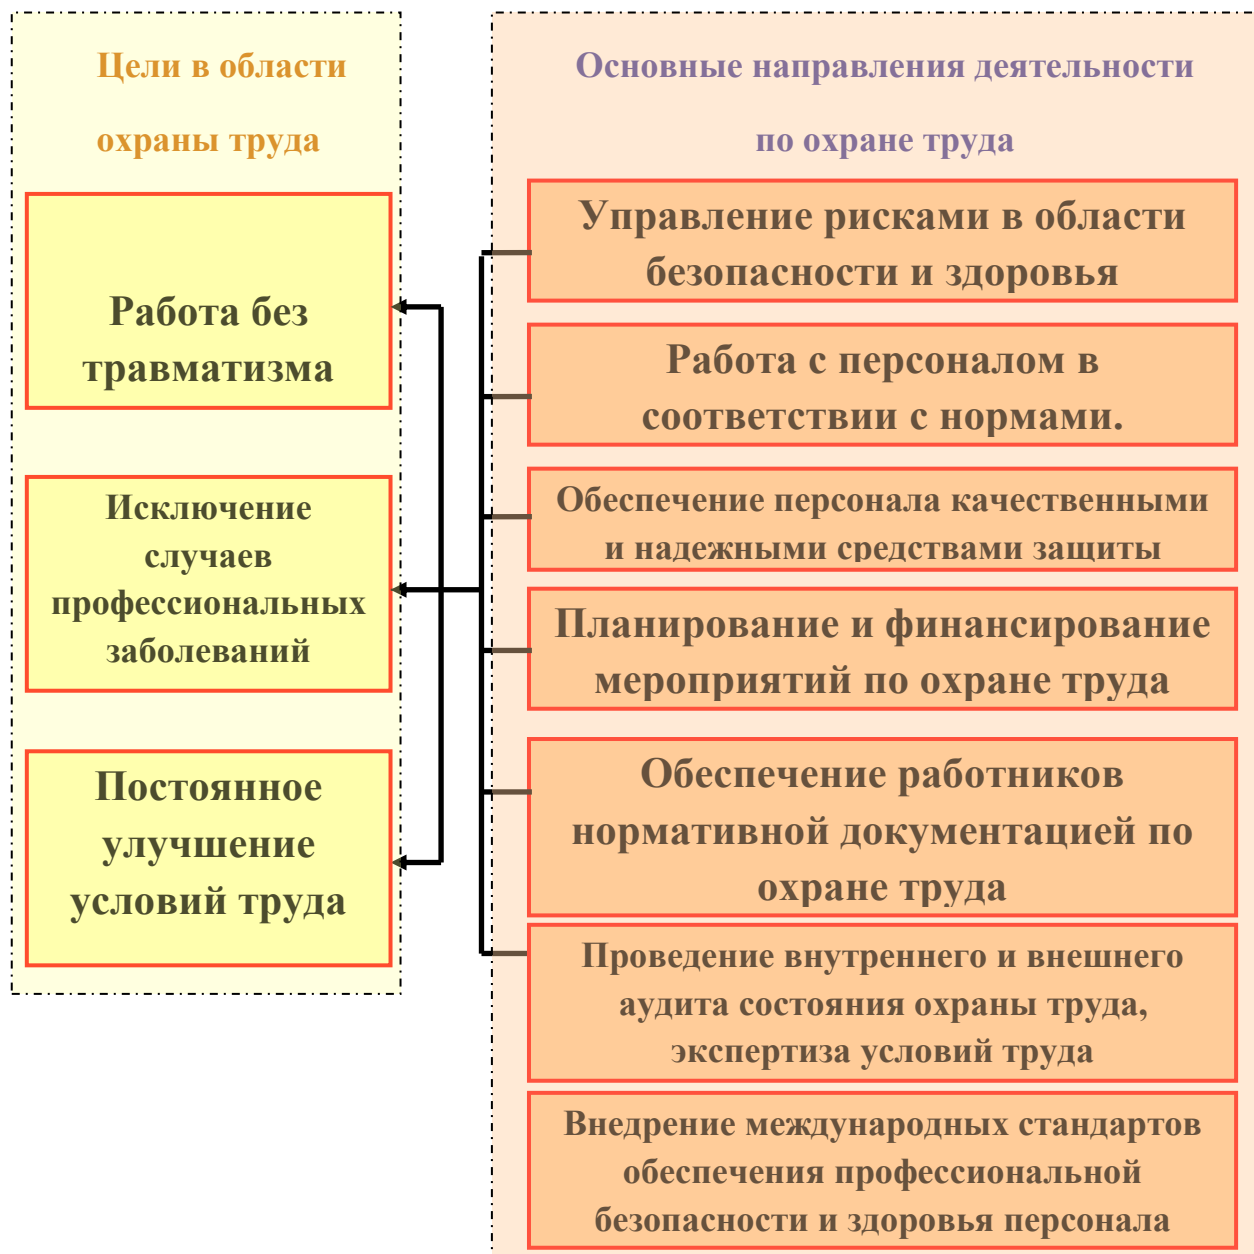 Цели в области
охраны труда
Работа без
травматизма
Исключение
случаев
профессиональных
заболеваний
Постоянное
улучшение
условий труда
Основные направления деятельности
по охране труда
Управление рисками в области
безопасности и здоровья
Работа с персоналом в
соответствии с нормами.
Обеспечение персонала качественными
и надежными средствами защиты
Планирование и финансирование
мероприятий по охране труда
Обеспечение работников
нормативной документацией по
охране труда
Проведение внутреннего и внешнего
аудита состояния охраны труда,
экспертиза условий труда
Внедрение международных стандартов
обеспечения профессиональной
безопасности и здоровья персонала